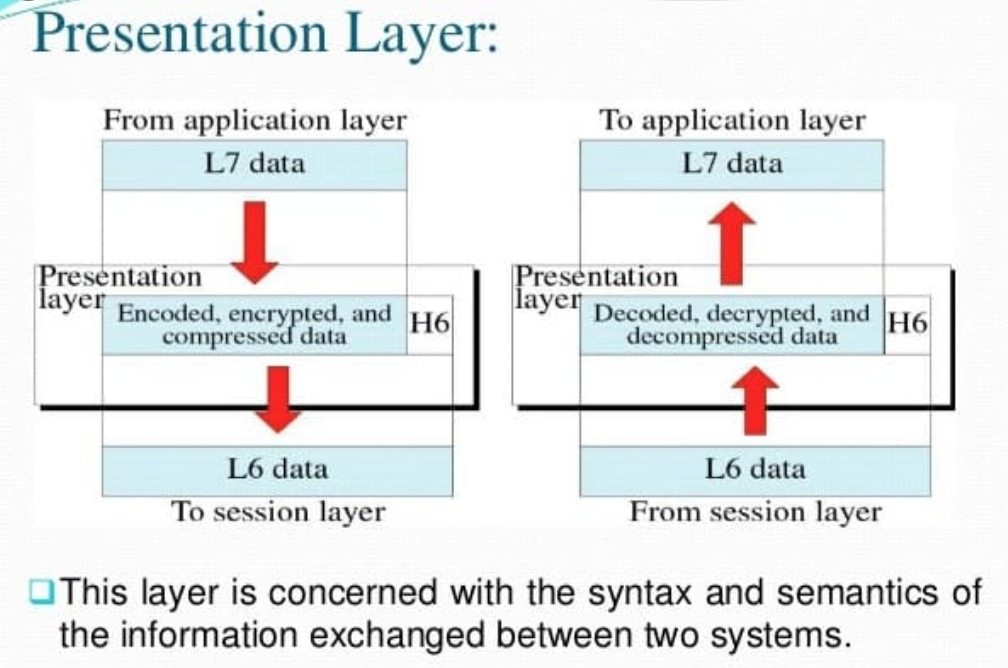 Presentation Layer:
From application layer
L7 data
Presentation
layer
Encoded, encrypted, and
compressed data
H6
L6 data
To session layer
To application layer
L7 data
Presentation
layer
Decoded, decrypted, and
decompressed data
H6
L6 data
From session layer
This layer is concerned with the syntax and semantics of
the information exchanged between two systems.